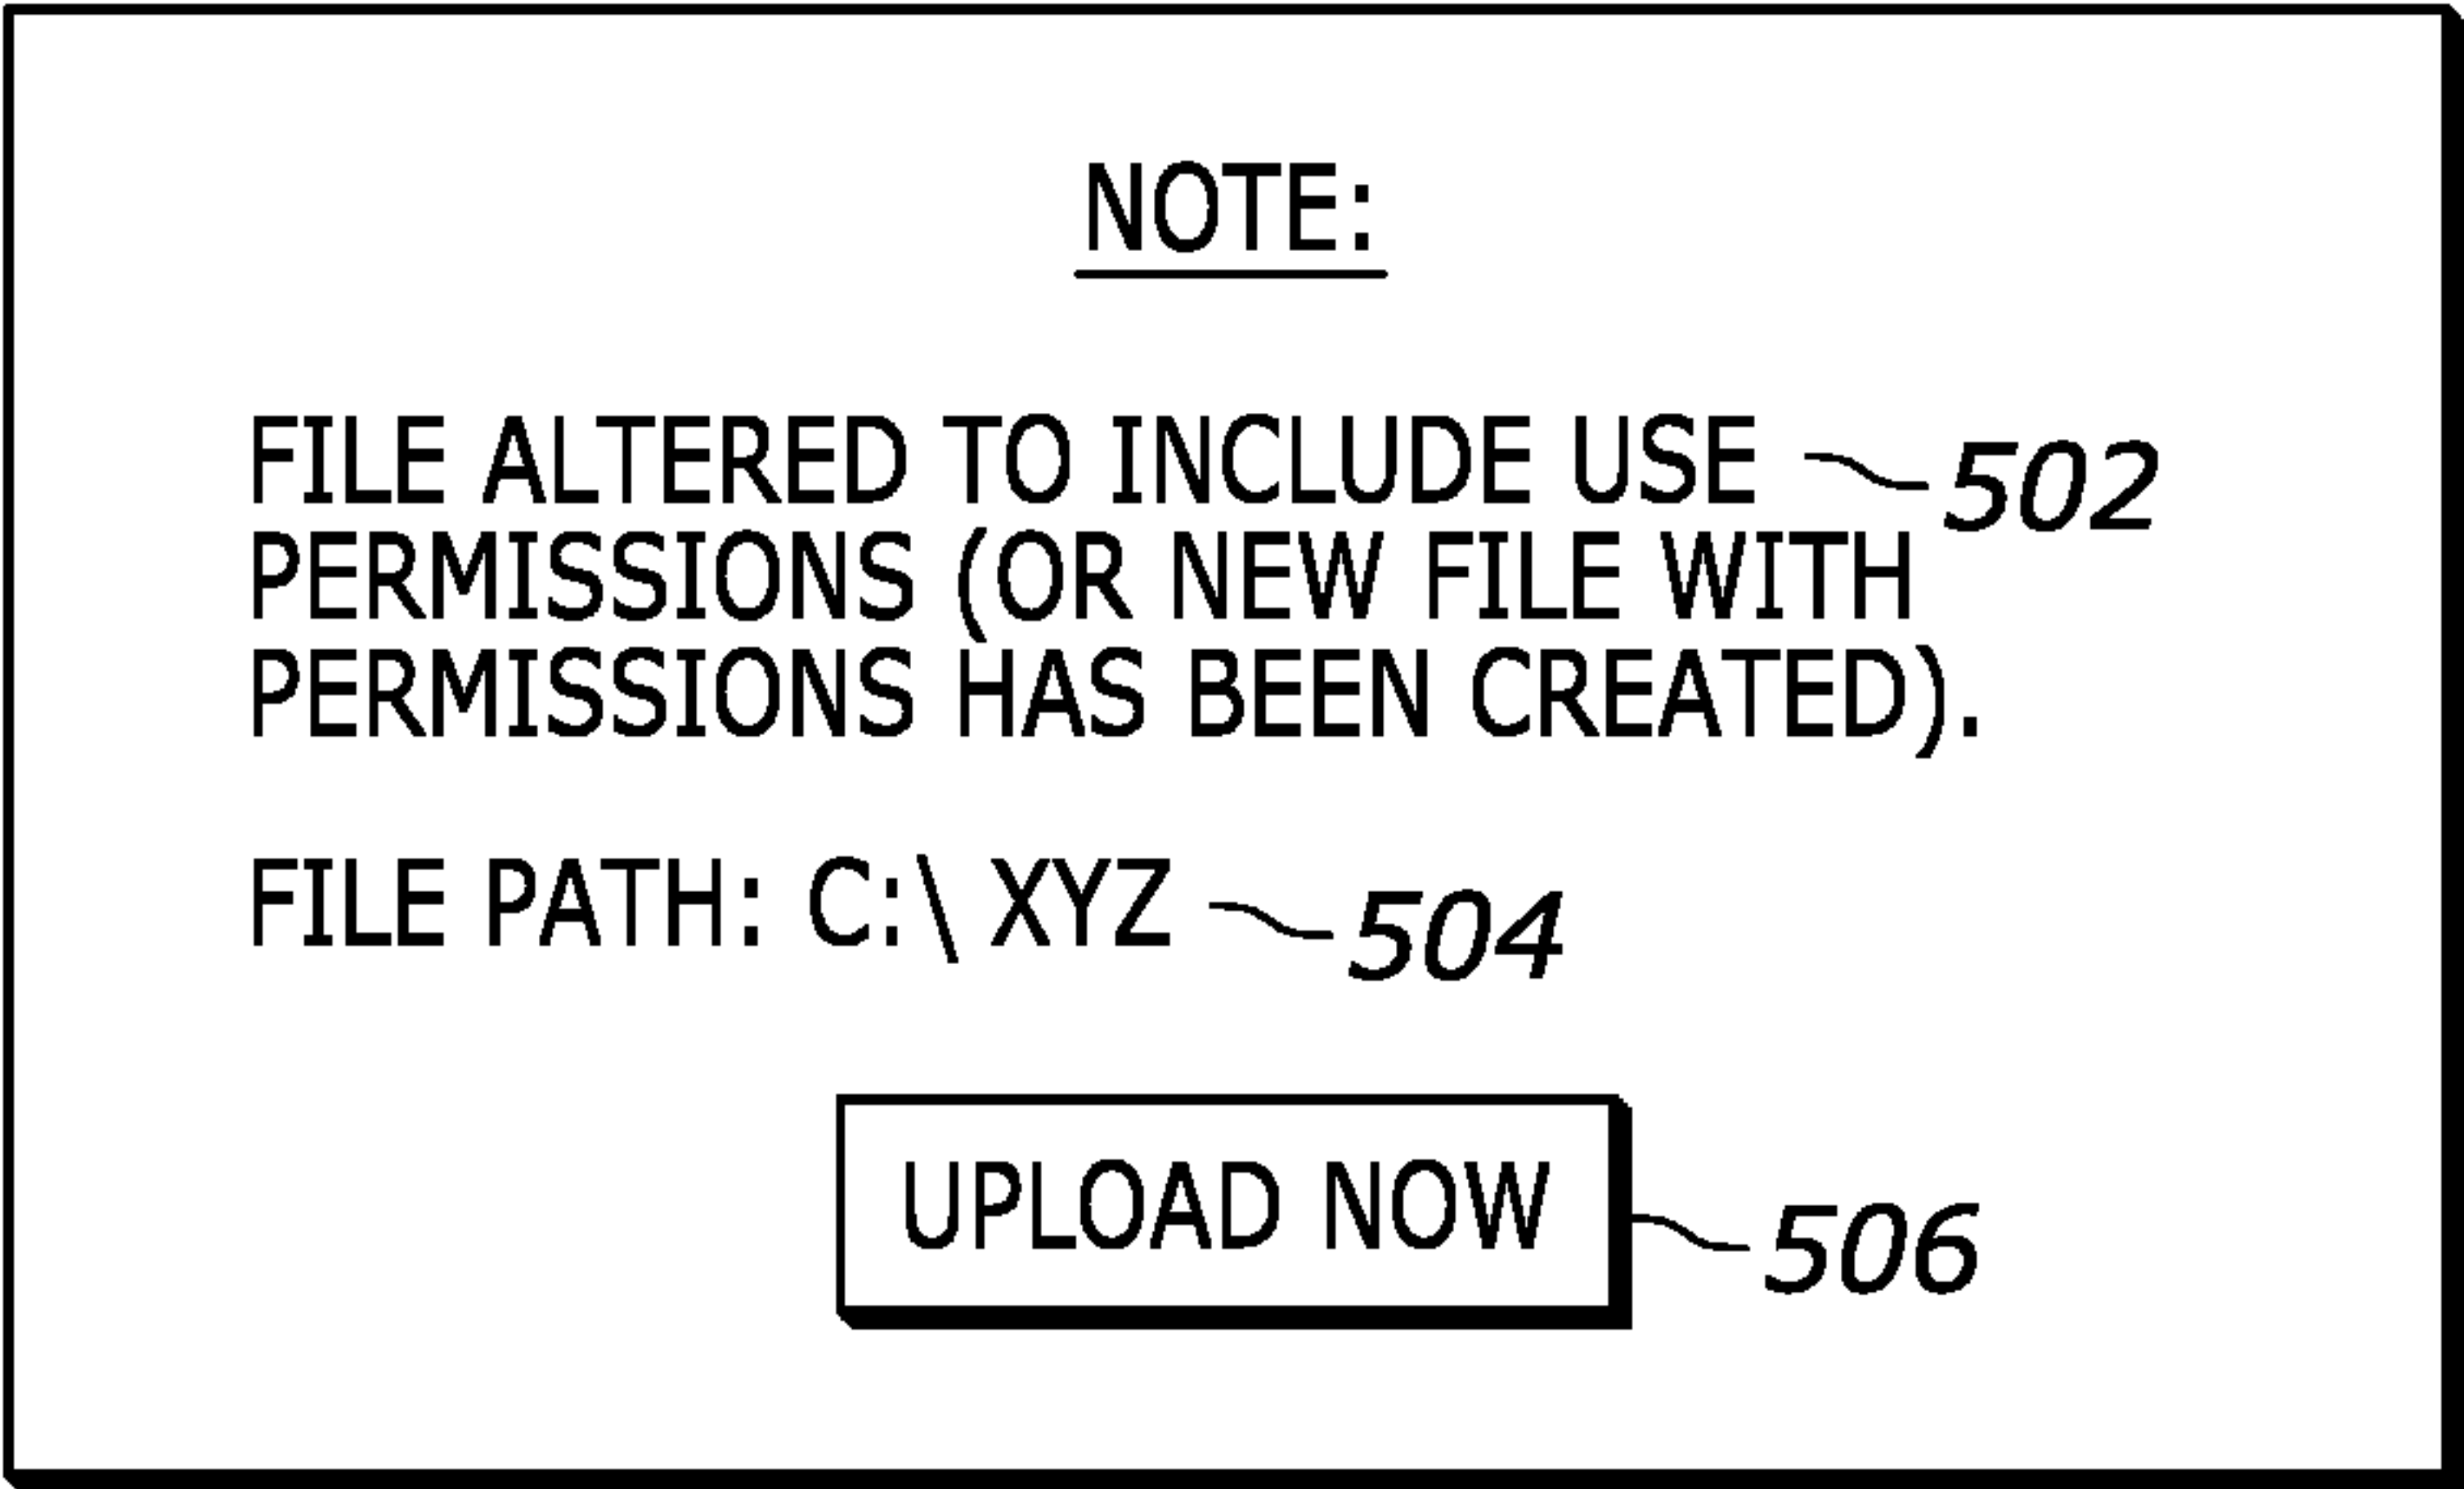 NOTE:
FILE ALTERED TO INCLUDE USE 502
PERMISSIONS (OR NEW FILE WITH
PERMISSIONS HAS BEEN CREATED).
FILE PATH: C:\ XYZ 504
UPLOAD NOW 506